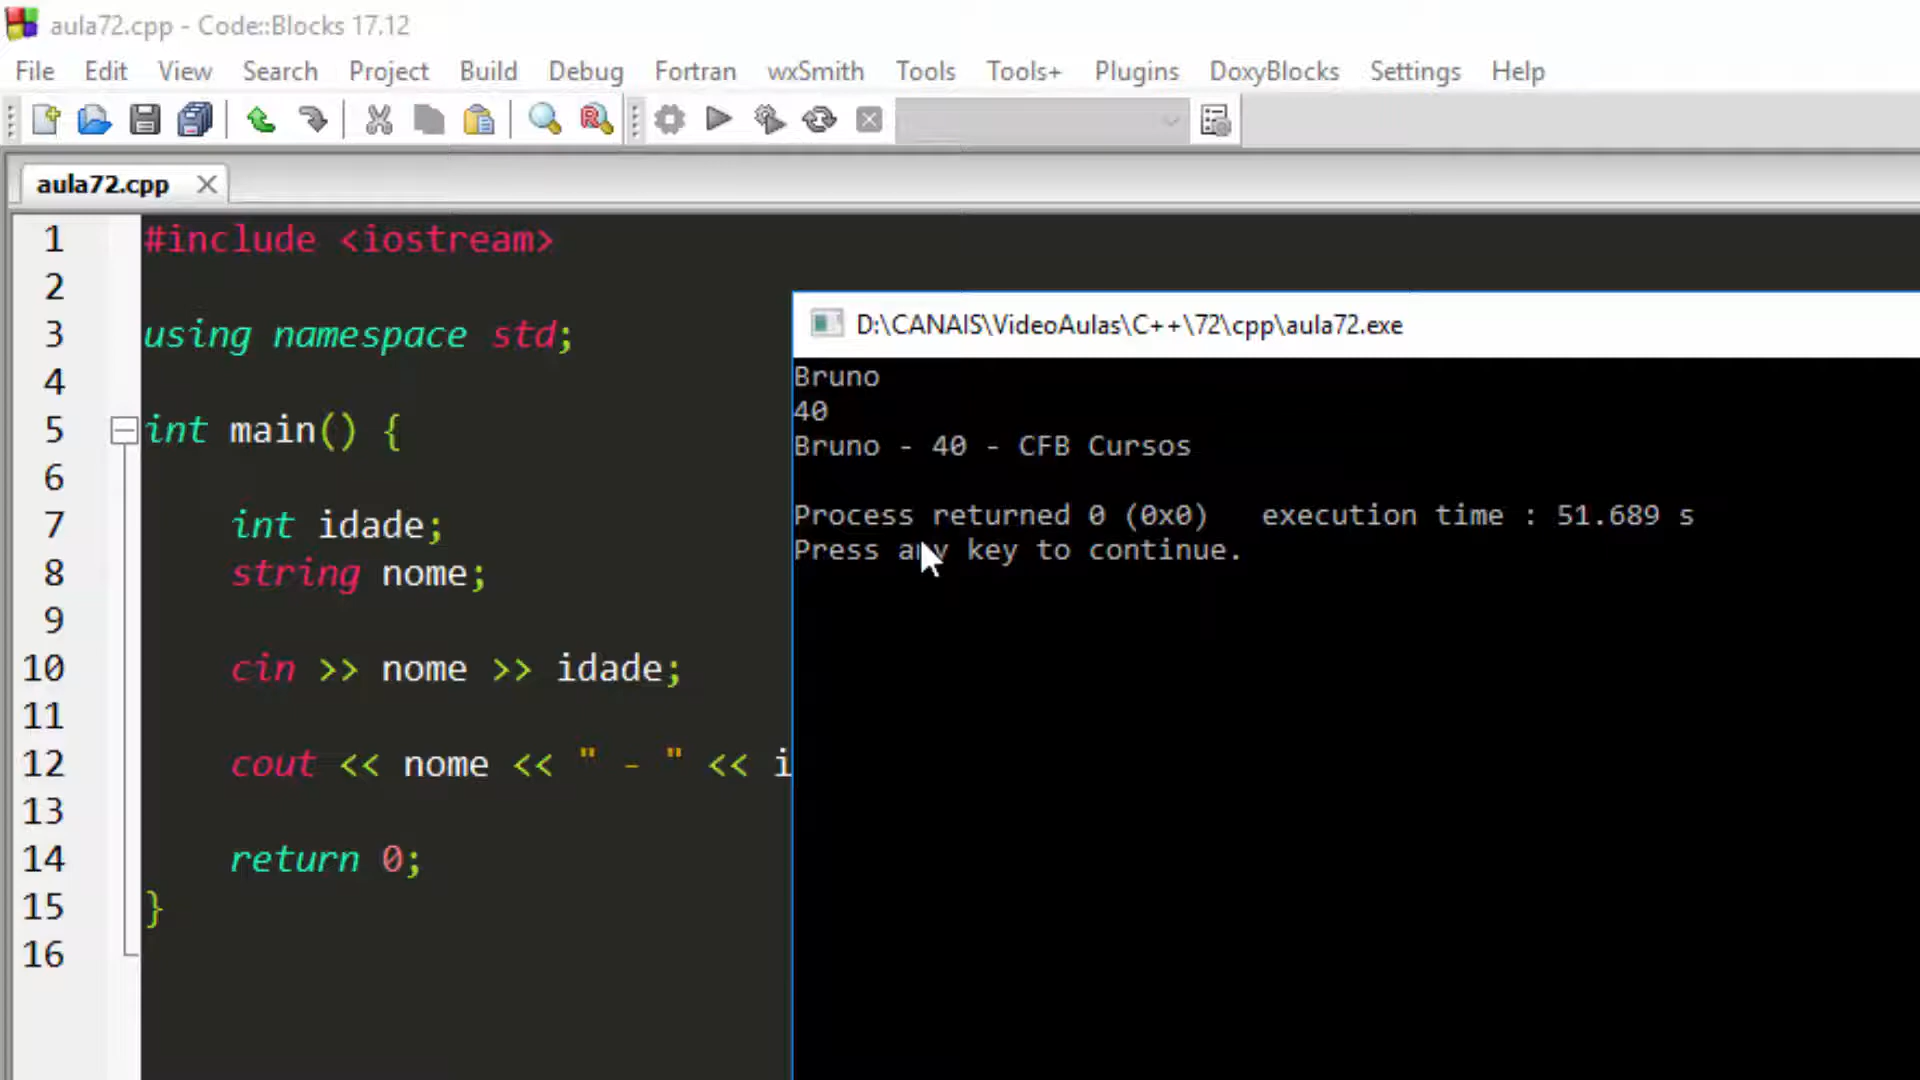 aula72.cpp - Code::Blocks 17.12
File Edit View Search Project Build Debug Fortran wxSmith Tools Tools+ Plugins DoxyBlocks Settings Help
aula72.cpp
1 #include <iostream>
2
3 using namespace std;
4
5 int main() {
6
7 int idade;
8 string nome;
9
10 cin >> nome >> idade;
11
12 cout << nome << " - " << i
13
14 return 0;
15 }
16
D:\CANAIS\VideoAulas\C++\72\cpp\aula72.exe
Bruno
40
Bruno - 40 - CFB Cursos
Process returned 0 (0x0) execution time : 51.689 s
Press any key to continue.